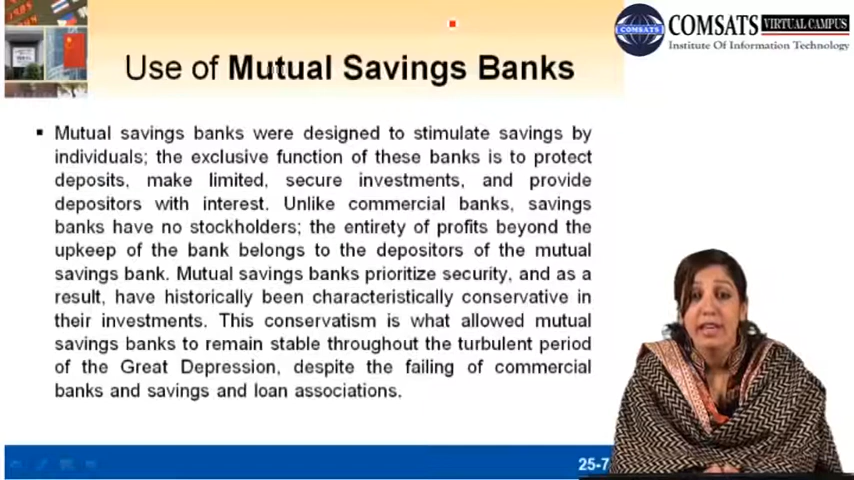 COMSATS VIRTUAL CAMPUS
COMSATS
Institute Of Information Technology
Use of Mutual Savings Banks
Mutual savings banks were designed to stimulate savings by
individuals; the exclusive function of these banks is to protect
deposits, make limited, secure investments, and provide
depositors with interest. Unlike commercial banks, savings
banks have no stockholders; the entirety of profits beyond the
upkeep of the bank belongs to the depositors of the mutual
savings bank. Mutual savings banks prioritize security, and as a
result, have historically been characteristically conservative in
their investments. This conservatism is what allowed mutual
savings banks to remain stable throughout the turbulent period
of the Great Depression, despite the failing of commercial
banks and savings and loan associations.
25-7